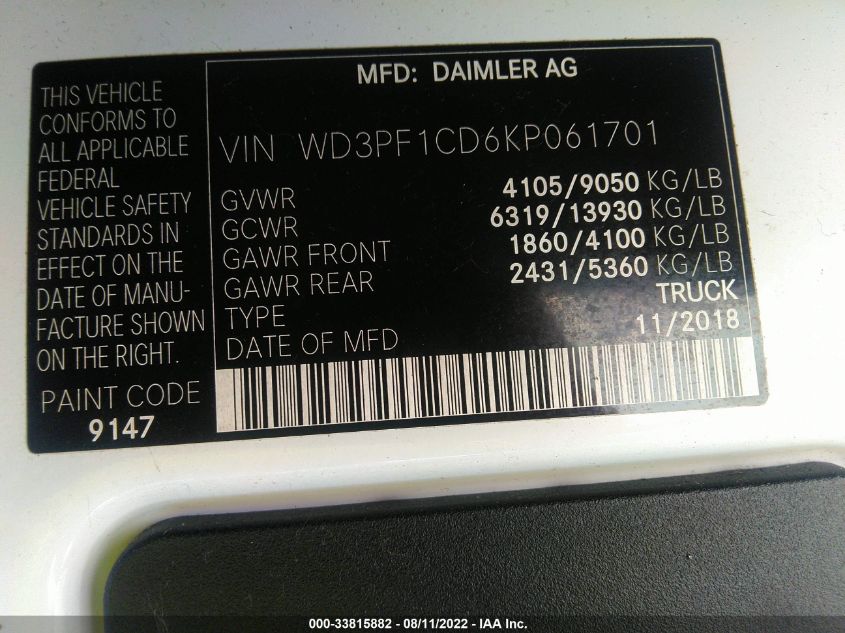 THIS VEHICLE
CONFORMS TO
ALL APPLICABLE
FEDERAL
VEHICLE SAFETY
STANDARDS IN
EFFECT ON THE
DATE OF MANU-
FACTURE SHOWN
ON THE RIGHT.
PAINT CODE
9147
MFD: DAIMLER AG
VIN WD3PF1CD6KP061701
GVWR 4105/9050 KG/LB
GCWR 6319/13930 KG/LB
GAWR FRONT 1860/4100 KG/LB
GAWR REAR 2431/5360 KG/LB
TYPE TRUCK
DATE OF MFD 11/2018
000-33815882 - 08/11/2022 - IAA Inc.